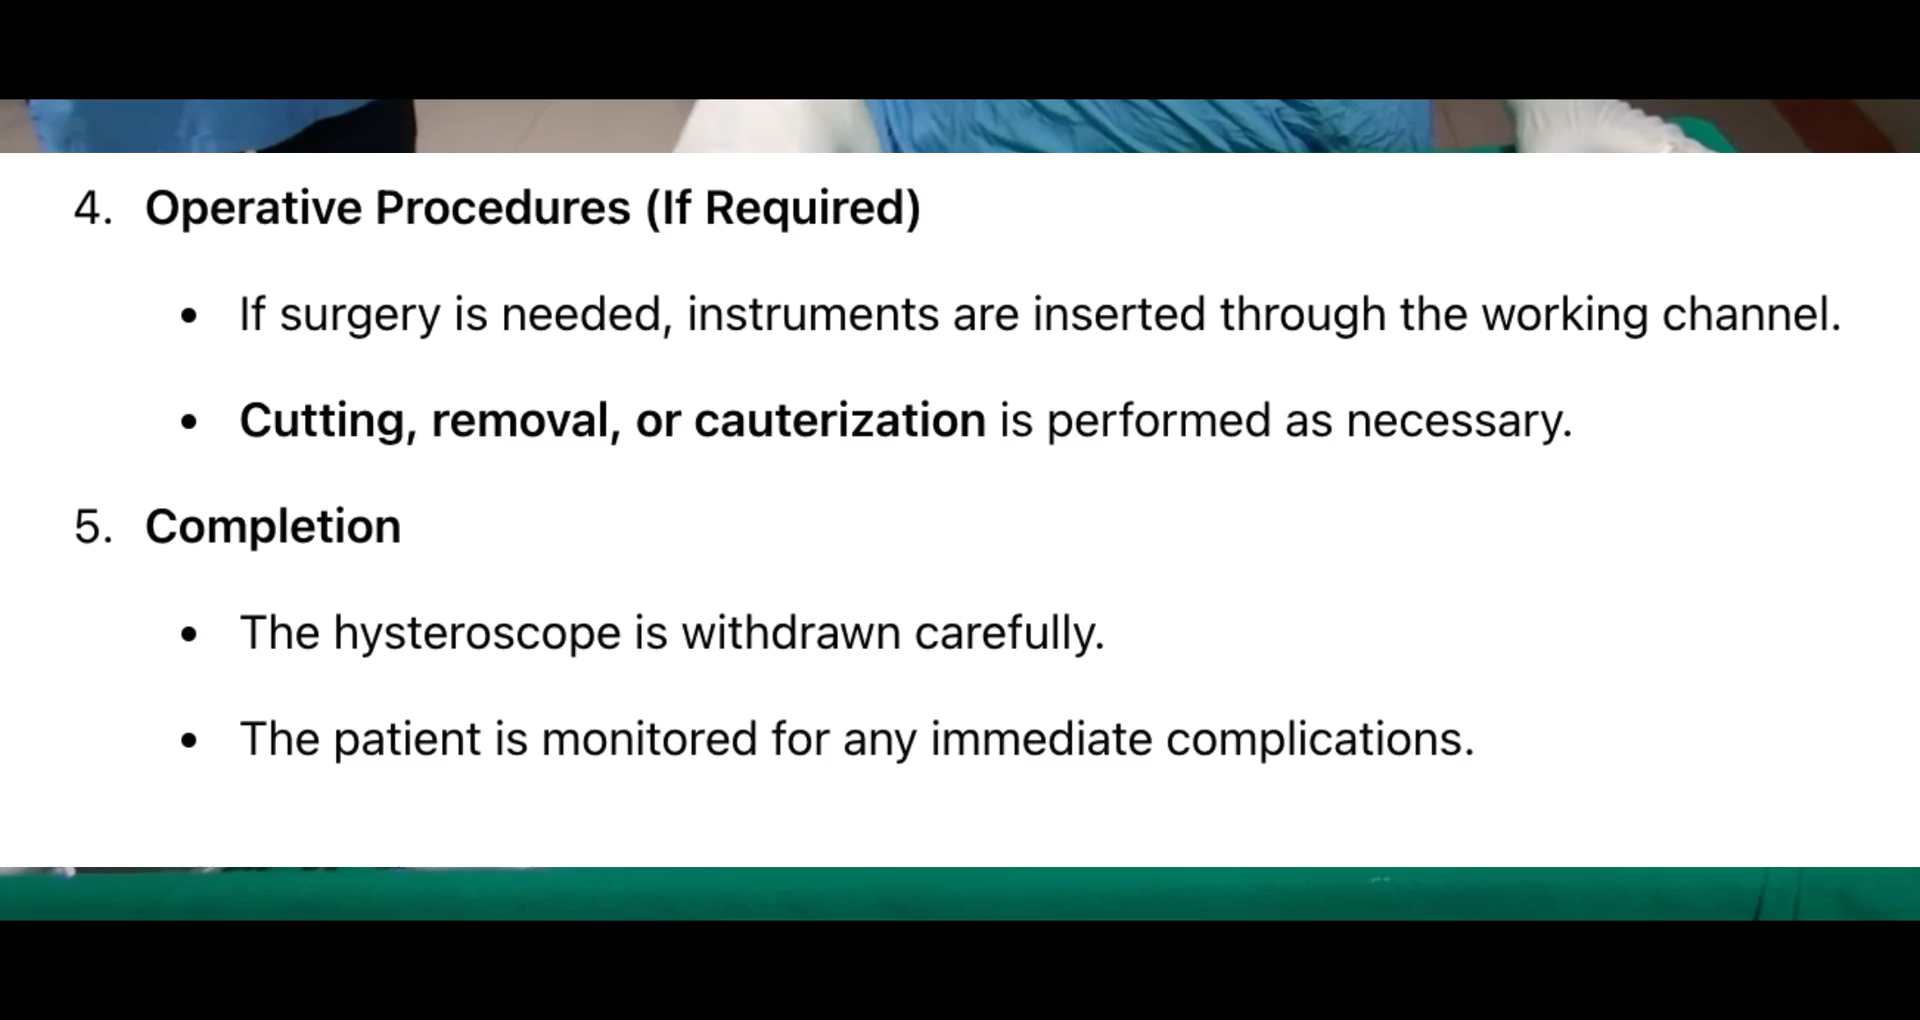 4. Operative Procedures (If Required)
• If surgery is needed, instruments are inserted through the working channel.
• Cutting, removal, or cauterization is performed as necessary.
5. Completion
• The hysteroscope is withdrawn carefully.
• The patient is monitored for any immediate complications.